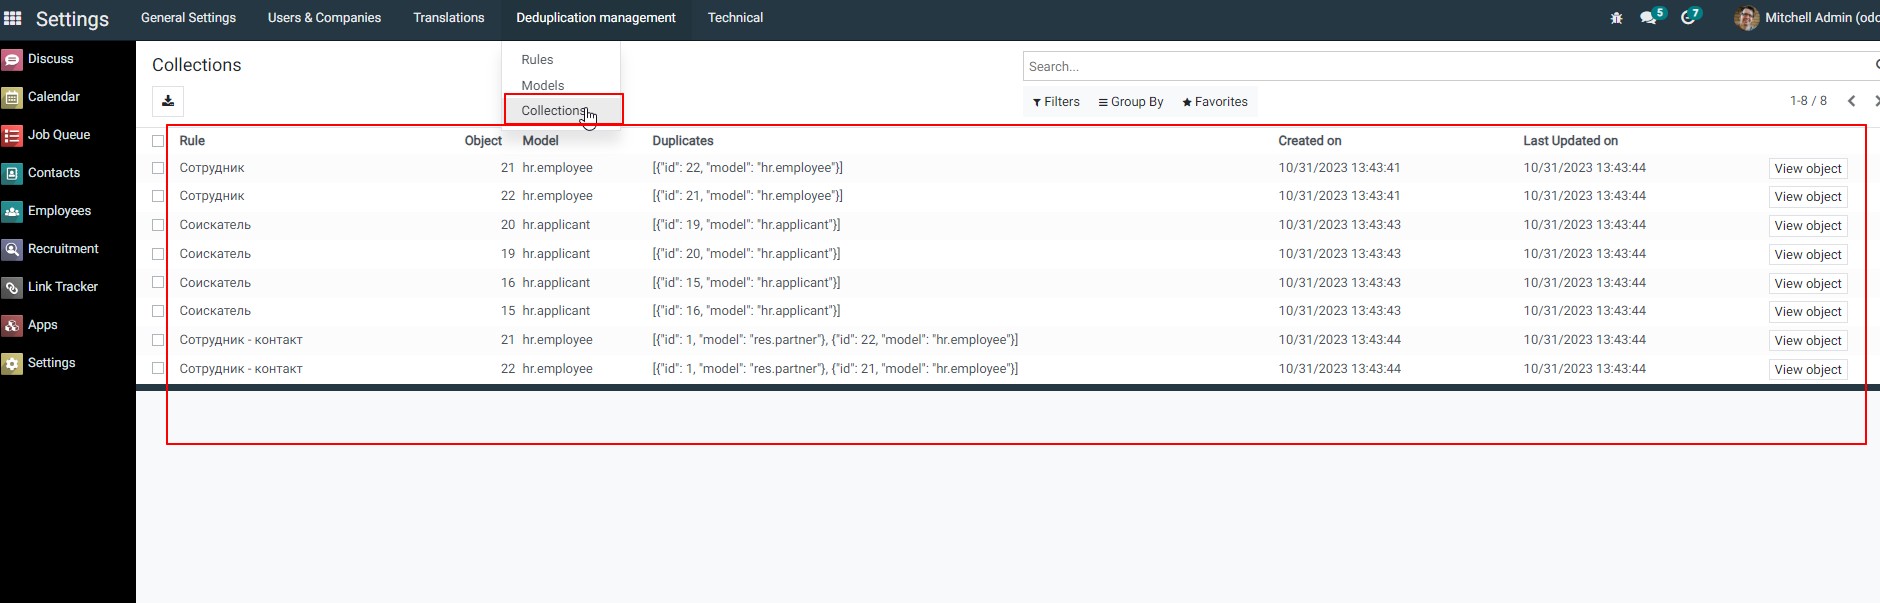 Settings General Settings Users & Companies Translations Deduplication management Technical 5 7 Mitchell Admin
Discuss
Calendar
Job Queue
Contacts
Employees
Recruitment
Link Tracker
Apps
Settings
Rules
Models
Collections
Collections
Search...
Filters Group By Favorites 1-8 / 8
Rule Object Model Duplicates Created on Last Updated on
Сотрудник 21 hr.employee [{"id": 22, "model": "hr.employee"}] 10/31/2023 13:43:41 10/31/2023 13:43:44 View object
Сотрудник 22 hr.employee [{"id": 21, "model": "hr.employee"}] 10/31/2023 13:43:41 10/31/2023 13:43:44 View object
Соискатель 20 hr.applicant [{"id": 19, "model": "hr.applicant"}] 10/31/2023 13:43:43 10/31/2023 13:43:44 View object
Соискатель 19 hr.applicant [{"id": 20, "model": "hr.applicant"}] 10/31/2023 13:43:43 10/31/2023 13:43:44 View object
Соискатель 16 hr.applicant [{"id": 15, "model": "hr.applicant"}] 10/31/2023 13:43:43 10/31/2023 13:43:44 View object
Соискатель 15 hr.applicant [{"id": 16, "model": "hr.applicant"}] 10/31/2023 13:43:43 10/31/2023 13:43:44 View object
Сотрудник - контакт 21 hr.employee [{"id": 1, "model": "res.partner"}, {"id": 22, "model": "hr.employee"}] 10/31/2023 13:43:44 10/31/2023 13:43:44 View object
Сотрудник - контакт 22 hr.employee [{"id": 1, "model": "res.partner"}, {"id": 21, "model": "hr.employee"}] 10/31/2023 13:43:44 10/31/2023 13:43:44 View object